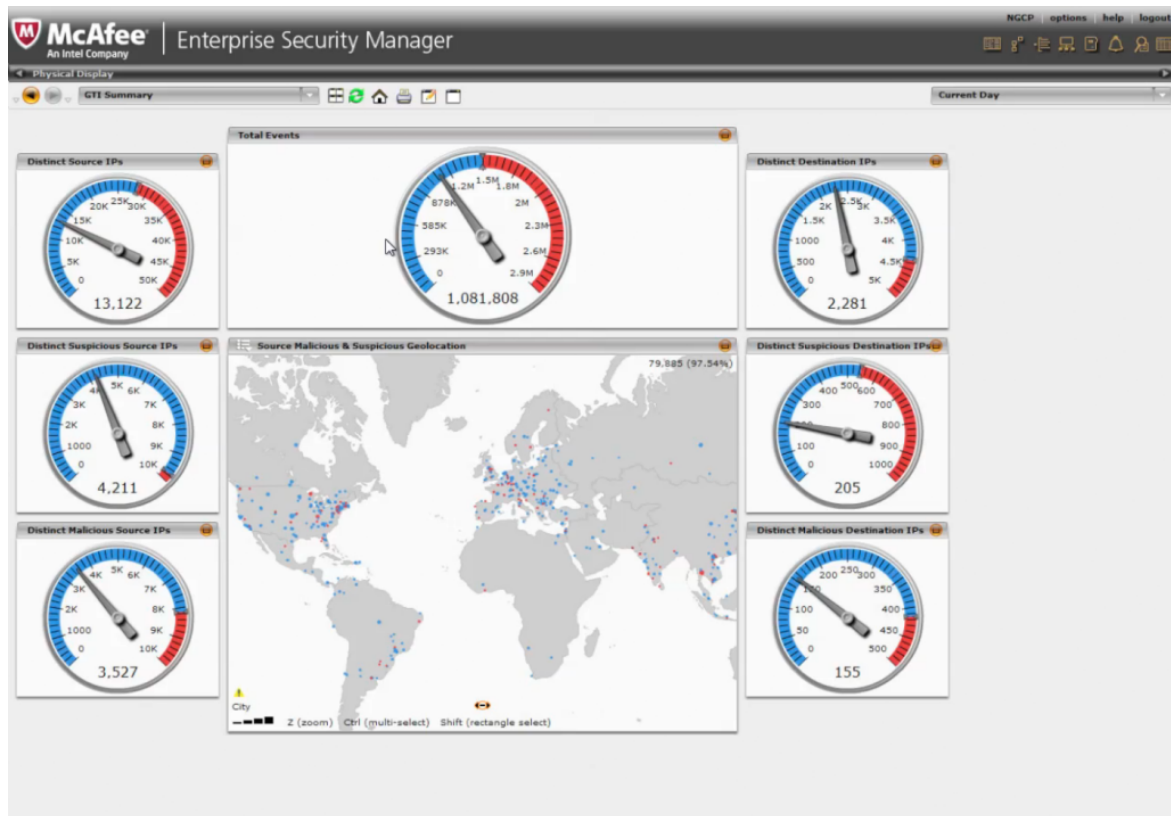 NGCP options help logout
McAfee
An Intel Company
Enterprise Security Manager
Physical Display
GTI Summary
Current Day
Distinct Source IPs
0
5K
10K
15K
20K
25K
30K
35K
40K
45K
50K
13,122
Total Events
0
293K
585K
878K
1.2M
1.5M
1.8M
2M
2.3M
2.6M
2.9M
1,081,808
Distinct Destination IPs
0
500
1000
1.5K
2K
2.5K
3K
3.5K
4K
4.5K
5K
2,281
Distinct Suspicious Source IPs
0
1000
2K
3K
4K
5K
6K
7K
8K
9K
10K
4,211
Source Malicious & Suspicious Geolocation
79,885 (97.54%)
City
Z (zoom) Ctrl (multi-select) Shift (rectangle select)
Distinct Suspicious Destination IPs
0
100
300
400
500
600
700
800
900
1000
205
Distinct Malicious Source IPs
0
1000
2K
3K
4K
5K
6K
7K
8K
9K
10K
3,527
Distinct Malicious Destination IPs
0
50
100
200
250
300
350
400
450
500
155